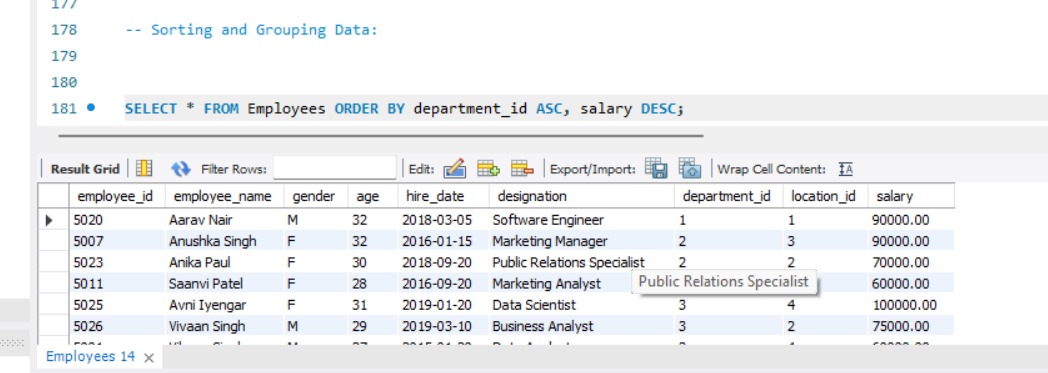 177
178 -- Sorting and Grouping Data:
179
180
181 SELECT * FROM Employees ORDER BY department_id ASC, salary DESC;
Result Grid Filter Rows: Edit: Export/Import: Wrap Cell Content: IA
employee_id employee_name gender age hire_date designation department_id location_id salary
5020 Aarav Nair M 32 2018-03-05 Software Engineer 1 1 90000.00
5007 Anushka Singh F 32 2016-01-15 Marketing Manager 2 3 90000.00
5023 Anika Paul F 30 2018-09-20 Public Relations Specialist 2 2 70000.00
5011 Saanvi Patel F 28 2016-09-20 Marketing Analyst 60000.00
Public Relations Specialist
5025 Avni Iyengar F 31 2019-01-20 Data Scientist 3 4 100000.00
5026 Vivaan Singh M 29 2019-03-10 Business Analyst 3 2 75000.00
Employees 14